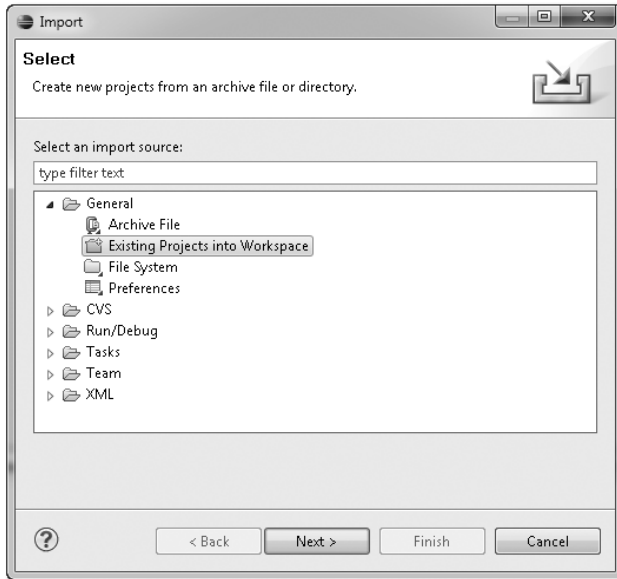 Import
Select
Create new projects from an archive file or directory.
Select an import source:
type filter text
General
Archive File
Existing Projects into Workspace
File System
Preferences
CVS
Run/Debug
Tasks
Team
XML
? < Back Next > Finish Cancel